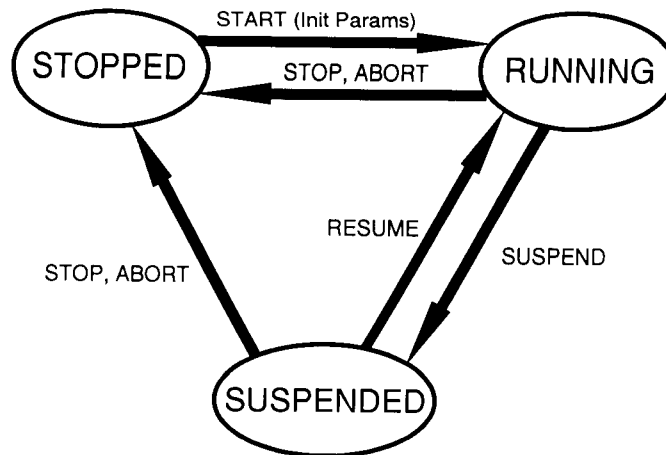 START (Init Params)
STOPPED
STOP, ABORT
RUNNING
RESUME
SUSPEND
STOP, ABORT
SUSPENDED